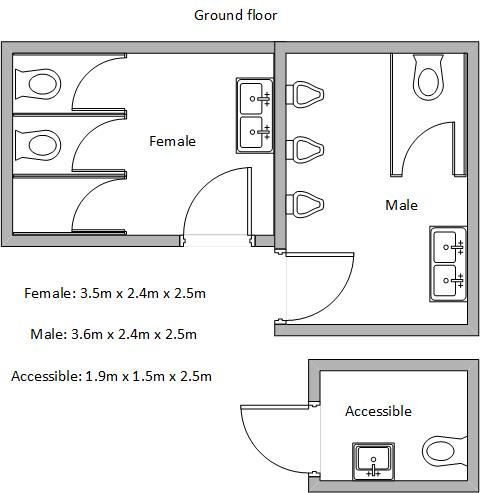 Ground floor
Female
Male
Female: 3.5m x 2.4m x 2.5m
Male: 3.6m x 2.4m x 2.5m
Accessible: 1.9m x 1.5m x 2.5m
Accessible